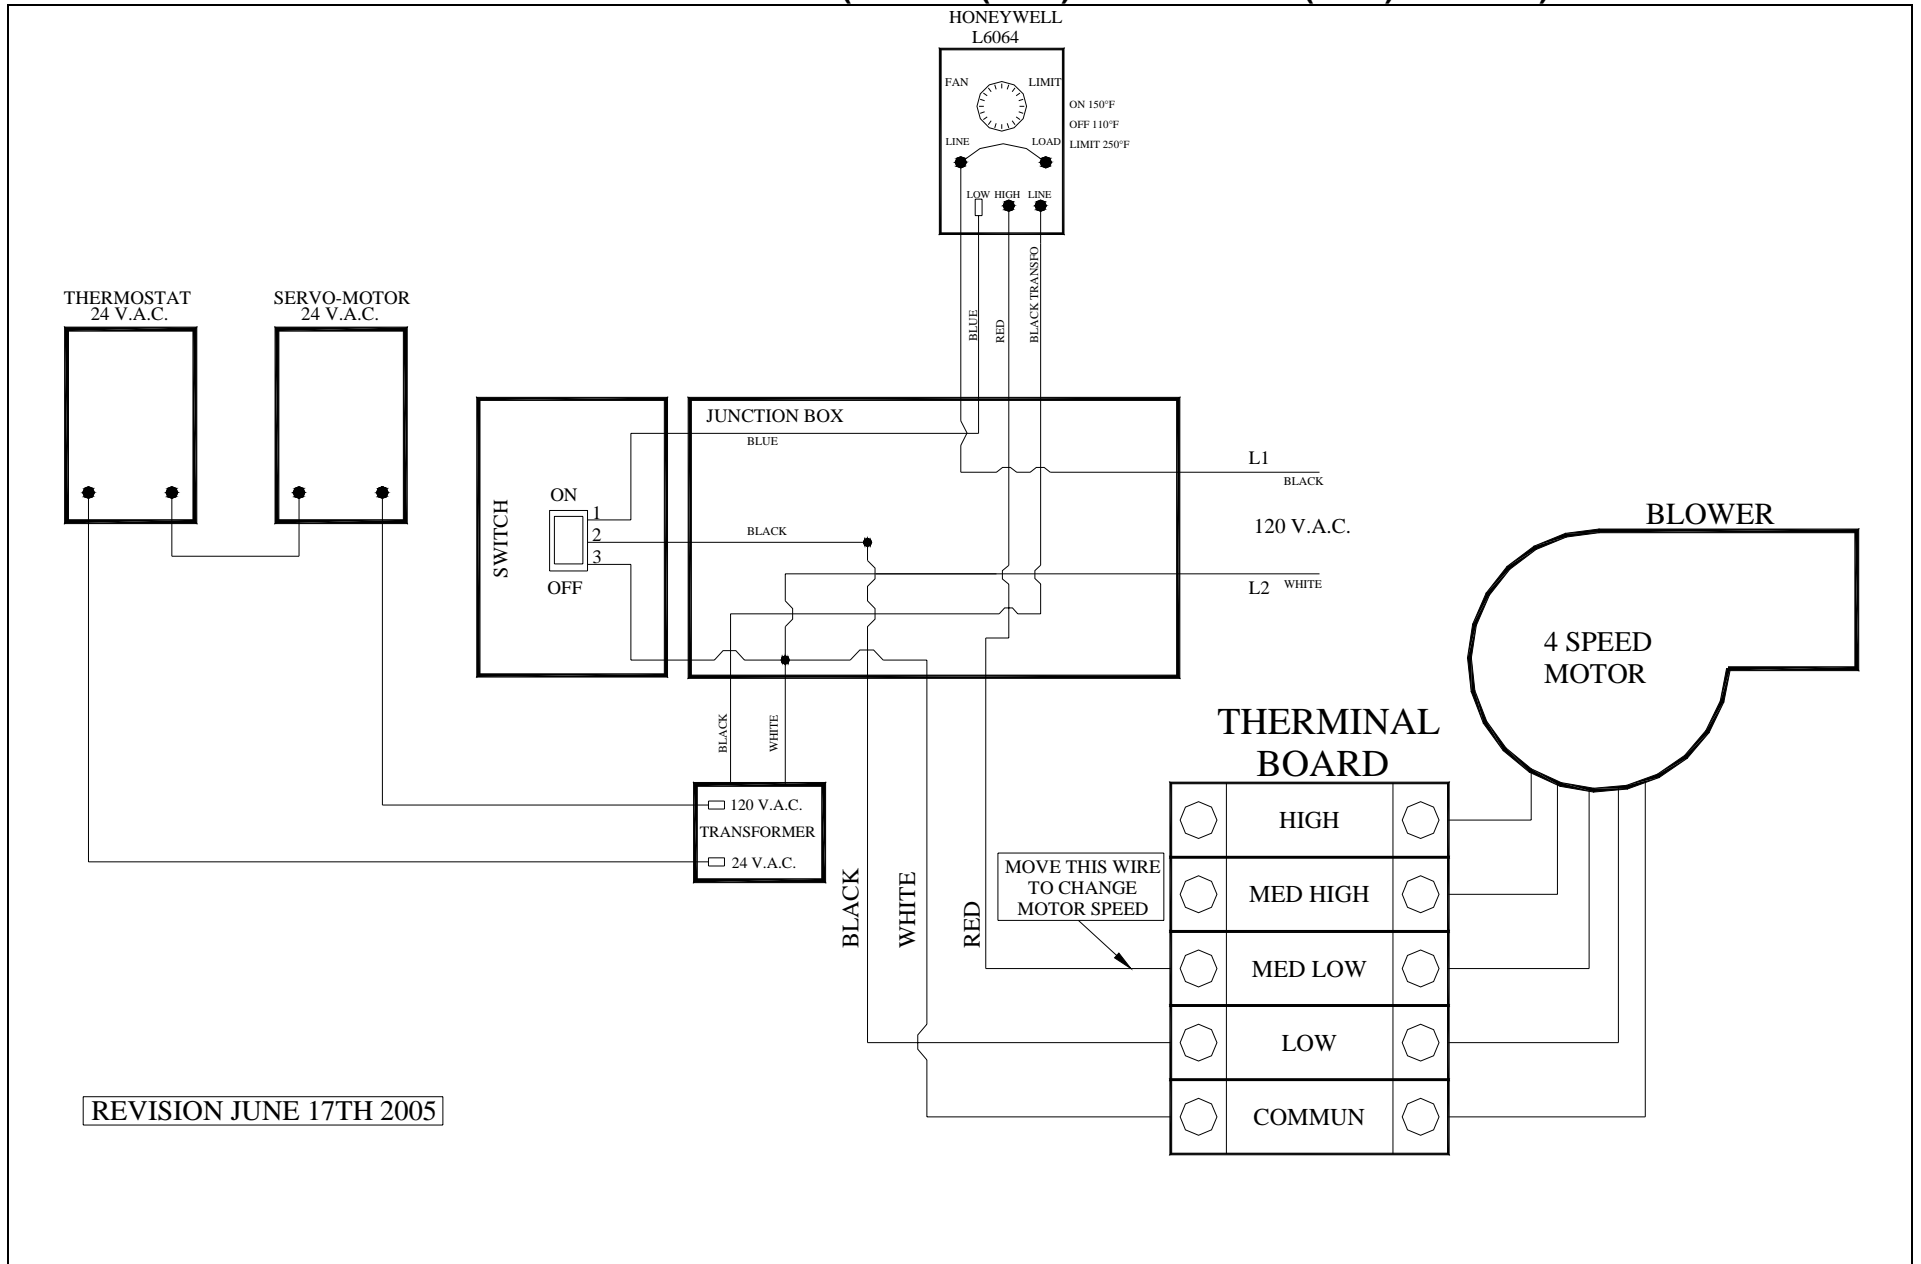 HONEYWELL
L6064
FAN
LIMIT
ON 150°F
OFF 110°F
LIMIT 250°F
LINE
LOAD
LOW
HIGH
LINE
BLUE
RED
BLACK TRANSFO
THERMOSTAT
24 V.A.C.
SERVO-MOTOR
24 V.A.C.
SWITCH
ON
1
2
3
OFF
JUNCTION BOX
BLUE
BLACK
L1
BLACK
120 V.A.C.
L2
WHITE
BLOWER
4 SPEED
MOTOR
BLACK
WHITE
120 V.A.C.
TRANSFORMER
24 V.A.C.
BLACK
WHITE
RED
MOVE THIS WIRE
TO CHANGE
MOTOR SPEED
THERMINAL
BOARD
HIGH
MED HIGH
MED LOW
LOW
COMMUN
REVISION JUNE 17TH 2005